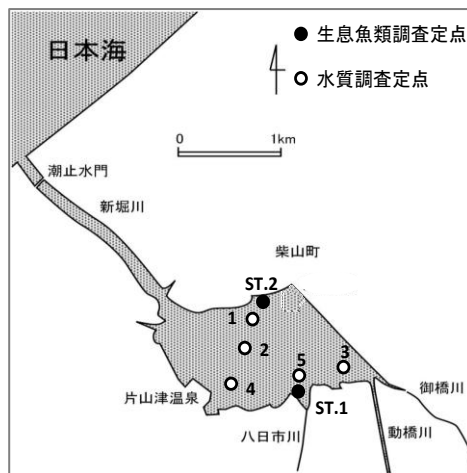 日本海
生息魚類調査定点
水質調査定点
0 1km
潮止水門
新堀川
柴山町
ST.2
1
2
3
5
4
片山津温泉
ST.1
御橋川
八日市川
動橋川